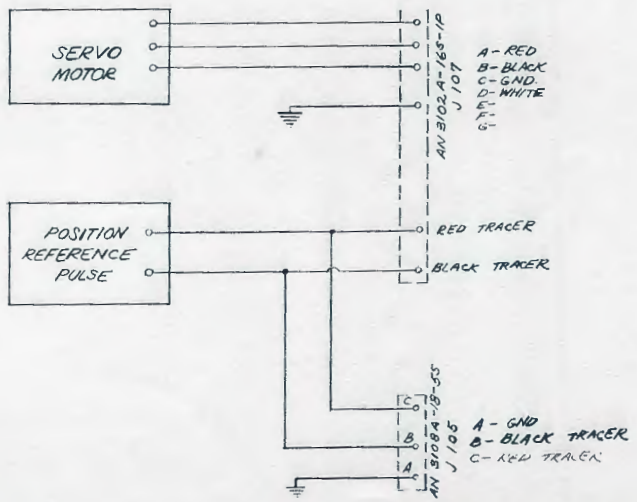 SERVO
MOTOR
AN 3102A-16S-1P
J 107
A- RED
B- BLACK
C- GND.
D- WHITE
E-
F-
G-
POSITION
REFERENCE
PULSE
RED TRACER
BLACK TRACER
C
B
A
AN 3108A-18-5S
J 105
A - GND
B- BLACK TRACER
C- RED TRACER